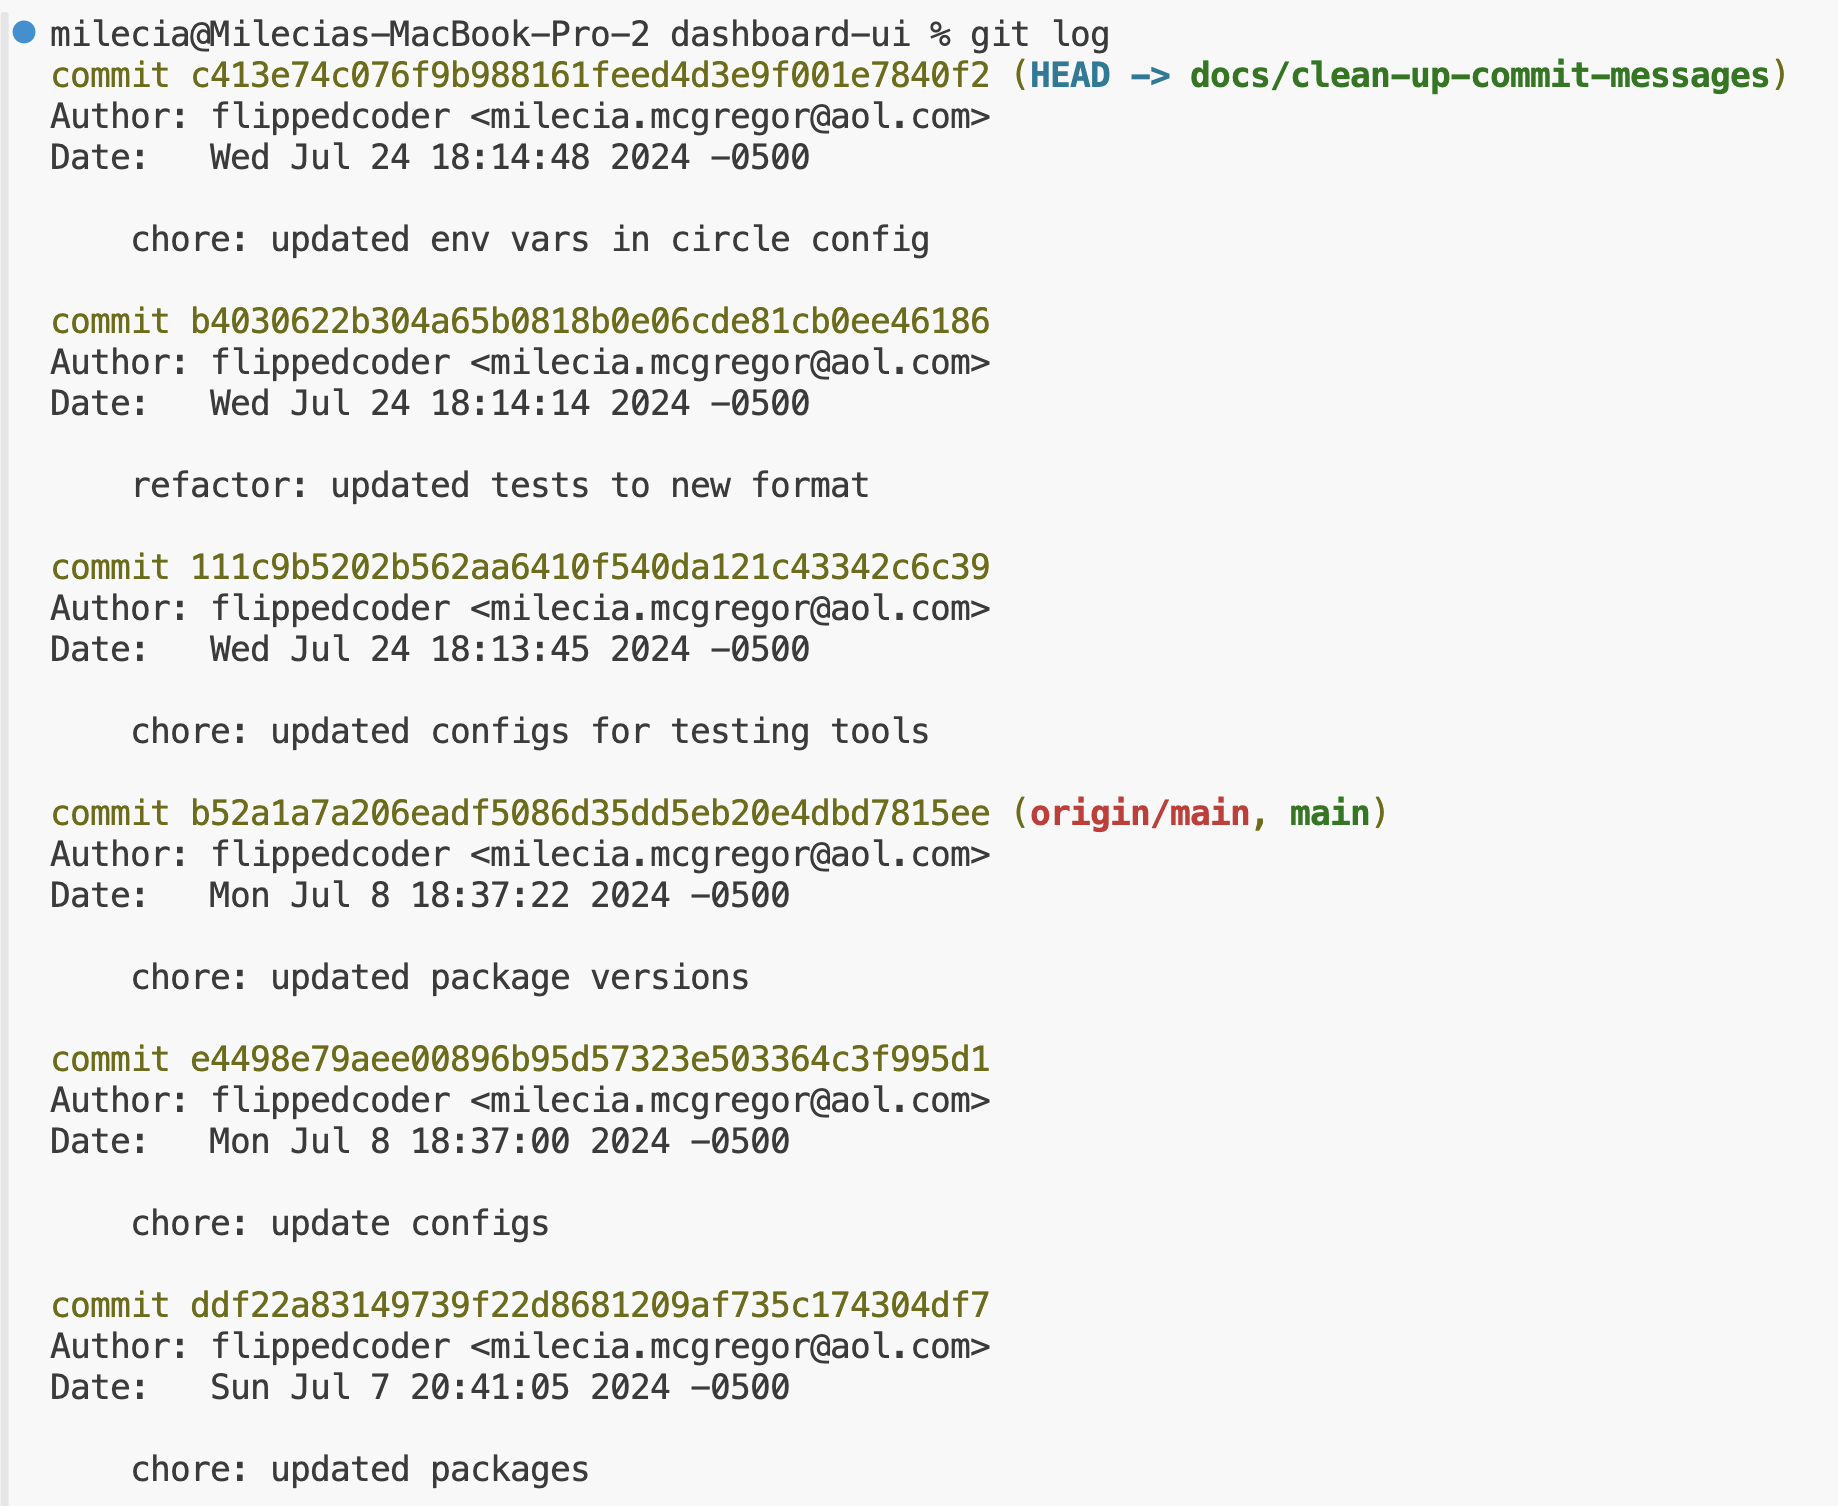 milecia@Milecias-MacBook-Pro-2 dashboard-ui % git log
commit c413e74c076f9b988161feed4d3e9f001e7840f2 (HEAD -> docs/clean-up-commit-messages)
Author: flippedcoder <milecia.mcgregor@aol.com>
Date:   Wed Jul 24 18:14:48 2024 -0500

    chore: updated env vars in circle config

commit b4030622b304a65b0818b0e06cde81cb0ee46186
Author: flippedcoder <milecia.mcgregor@aol.com>
Date:   Wed Jul 24 18:14:14 2024 -0500

    refactor: updated tests to new format

commit 111c9b5202b562aa6410f540da121c43342c6c39
Author: flippedcoder <milecia.mcgregor@aol.com>
Date:   Wed Jul 24 18:13:45 2024 -0500

    chore: updated configs for testing tools

commit b52a1a7a206eadf5086d35dd5eb20e4dbd7815ee (origin/main, main)
Author: flippedcoder <milecia.mcgregor@aol.com>
Date:   Mon Jul 8 18:37:22 2024 -0500

    chore: updated package versions

commit e4498e79aee00896b95d57323e503364c3f995d1
Author: flippedcoder <milecia.mcgregor@aol.com>
Date:   Mon Jul 8 18:37:00 2024 -0500

    chore: update configs

commit ddf22a83149739f22d8681209af735c174304df7
Author: flippedcoder <milecia.mcgregor@aol.com>
Date:   Sun Jul 7 20:41:05 2024 -0500

    chore: updated packages